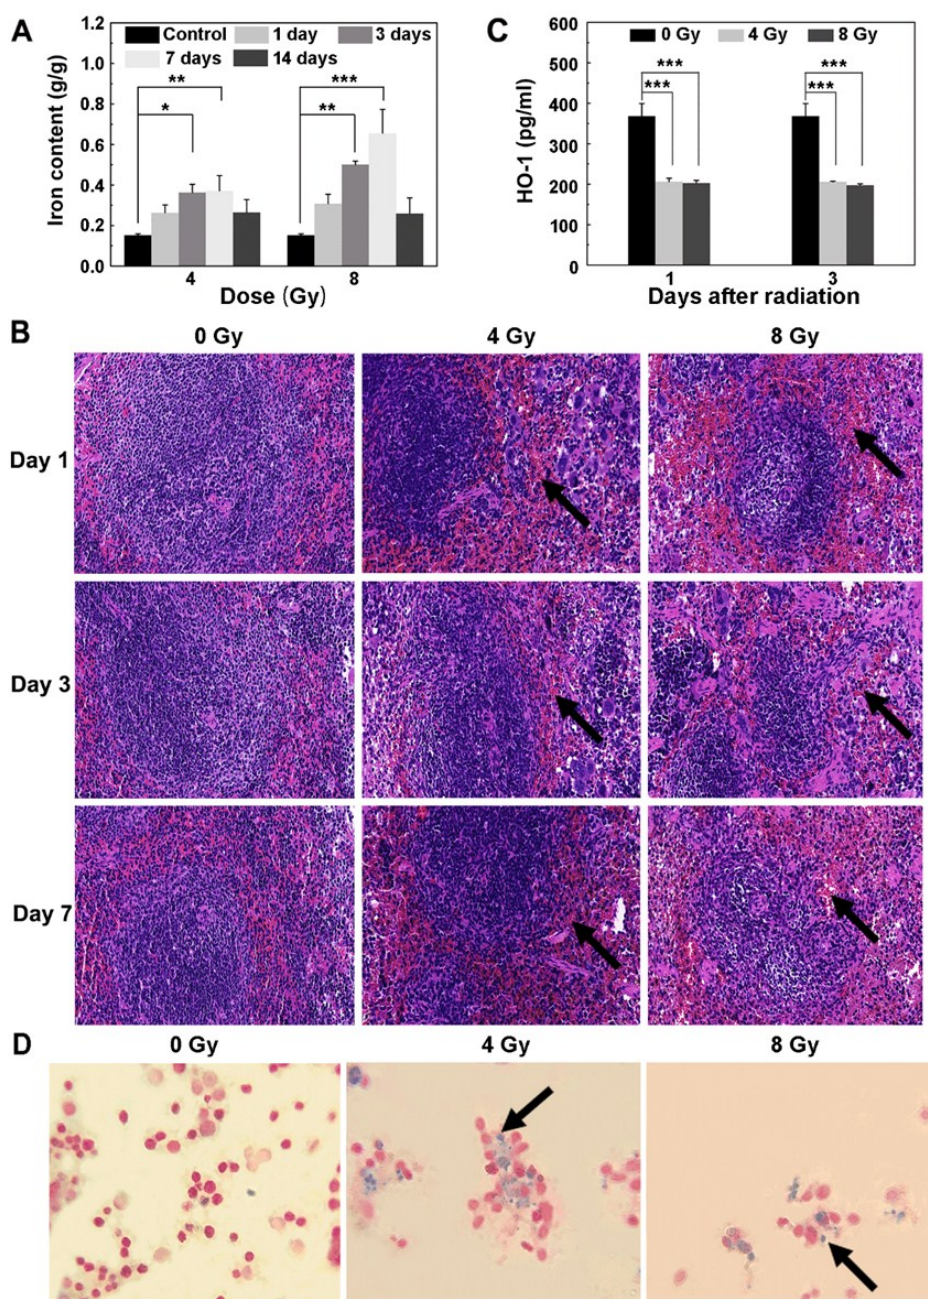 A
Iron content (g/g)
1.2
1.0
0.8
0.6
0.4
0.2
0.0
Control 1 day 3 days
7 days 14 days
** ***
* **
4 8
Dose (Gy)
C
HO-1 (pg/ml)
600
500
400
300
200
100
0
0 Gy 4 Gy 8 Gy
*** ***
*** ***
1 3
Days after radiation
B
0 Gy 4 Gy 8 Gy
Day 1
Day 3
Day 7
D
0 Gy 4 Gy 8 Gy